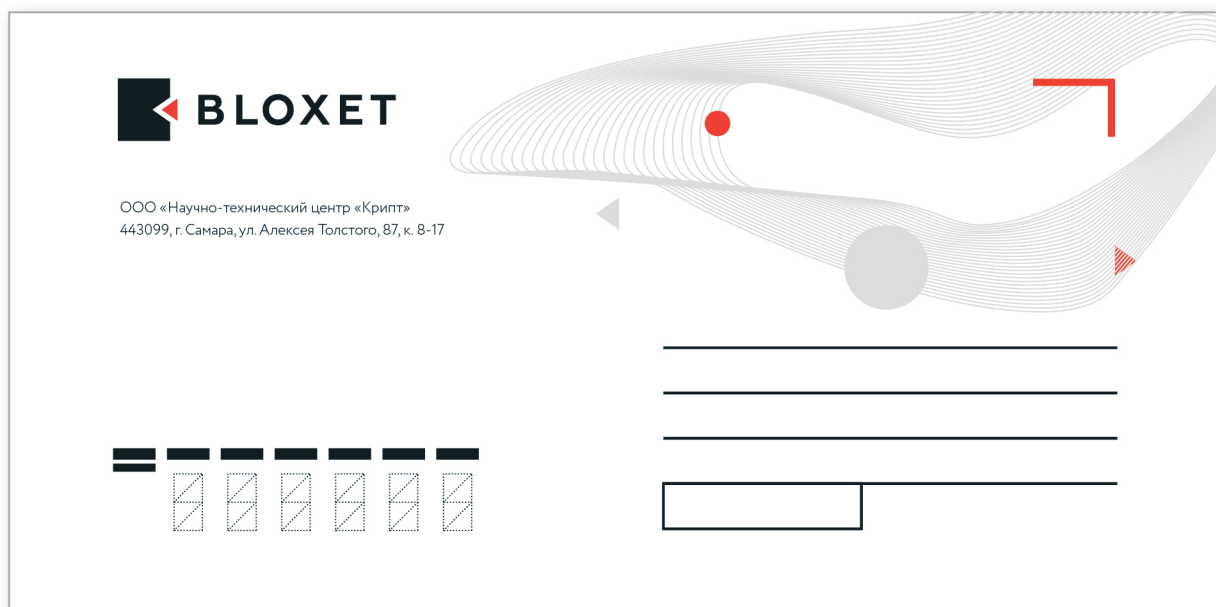 BLOXET
ООО «Научно-технический центр «Крипт»
443099, г. Самара, ул. Алексея Толстого, 87, к. 8-17